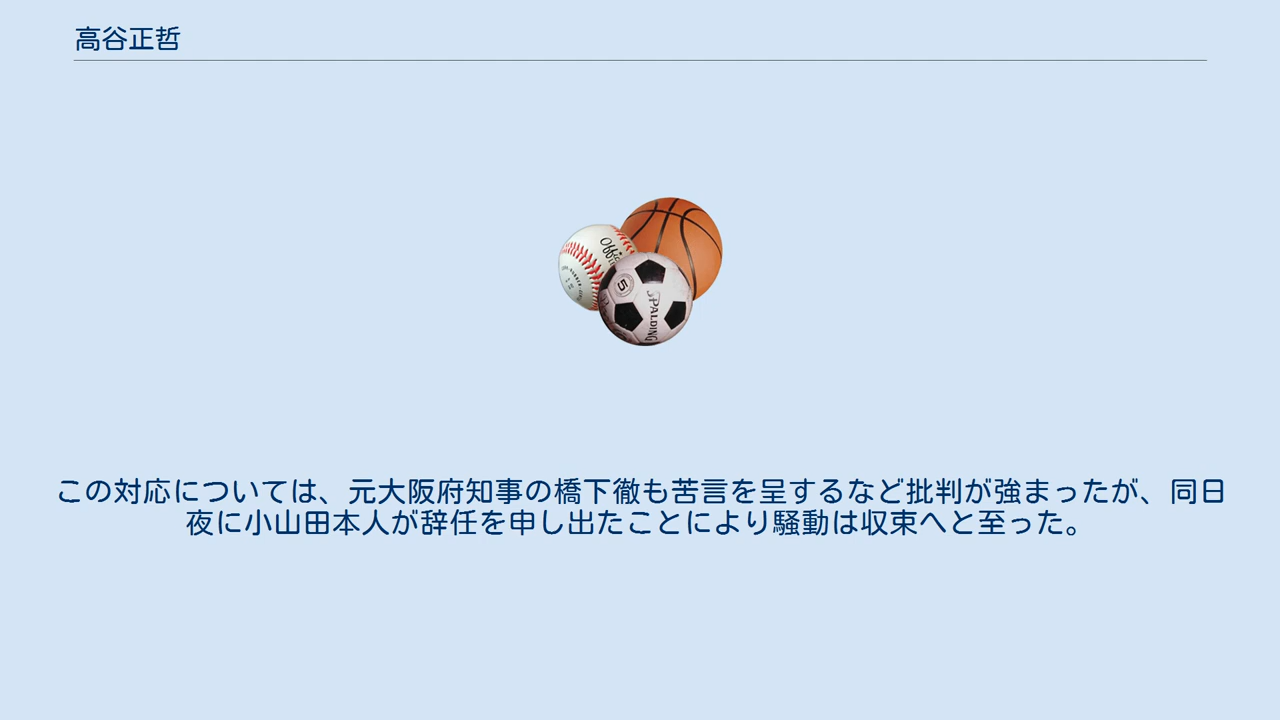 高谷正哲
Offic
5
SPALDING
この対応については、元大阪府知事の橋下徹も苦言を呈するなど批判が強まったが、同日
夜に小山田本人が辞任を申し出たことにより騒動は収束へと至った。